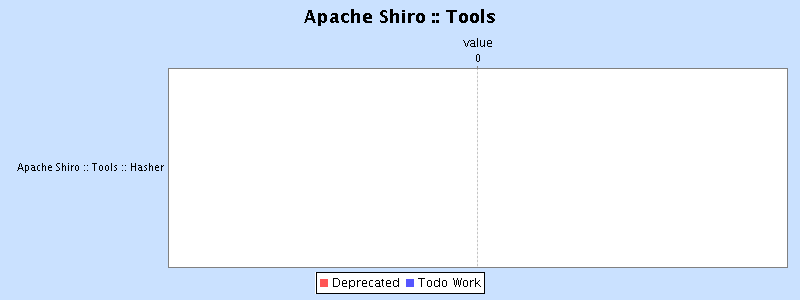 Apache Shiro :: Tools
value
0
Apache Shiro :: Tools :: Hasher
Deprecated Todo Work